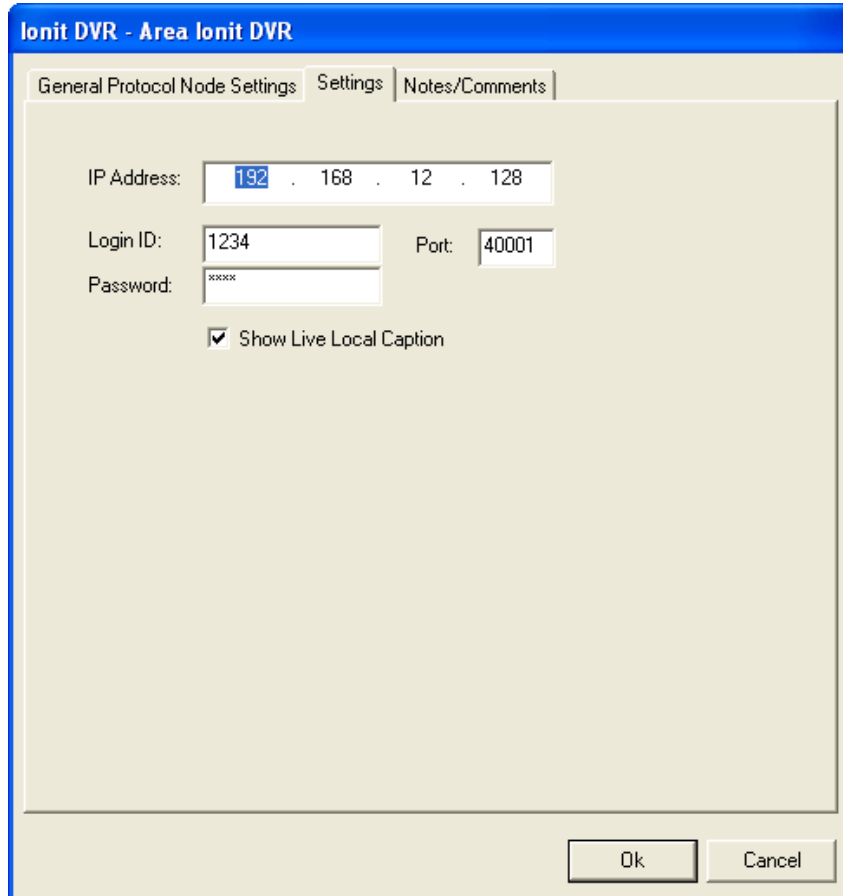 Ionit DVR - Area Ionit DVR
General Protocol Node Settings Settings Notes/Comments
IP Address: 192 . 168 . 12 . 128
Login ID: 1234 Port: 40001
Password: ****
Show Live Local Caption
Ok Cancel